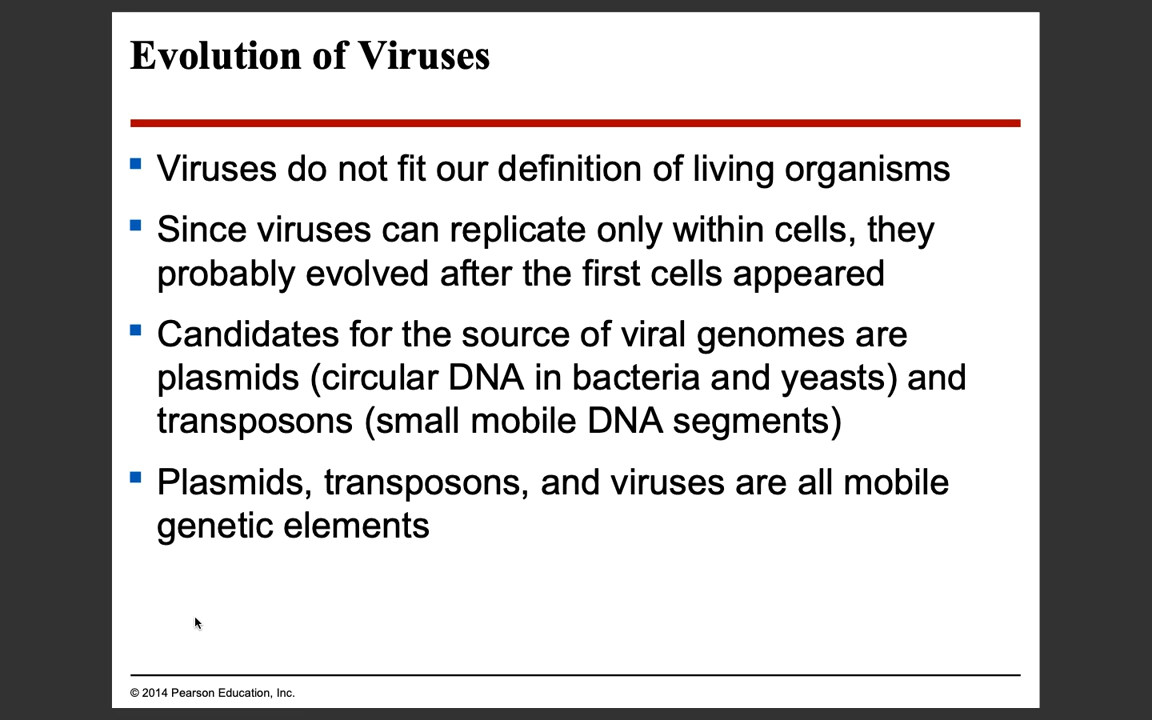 Evolution of Viruses
Viruses do not fit our definition of living organisms
Since viruses can replicate only within cells, they
probably evolved after the first cells appeared
Candidates for the source of viral genomes are
plasmids (circular DNA in bacteria and yeasts) and
transposons (small mobile DNA segments)
Plasmids, transposons, and viruses are all mobile
genetic elements
© 2014 Pearson Education, Inc.